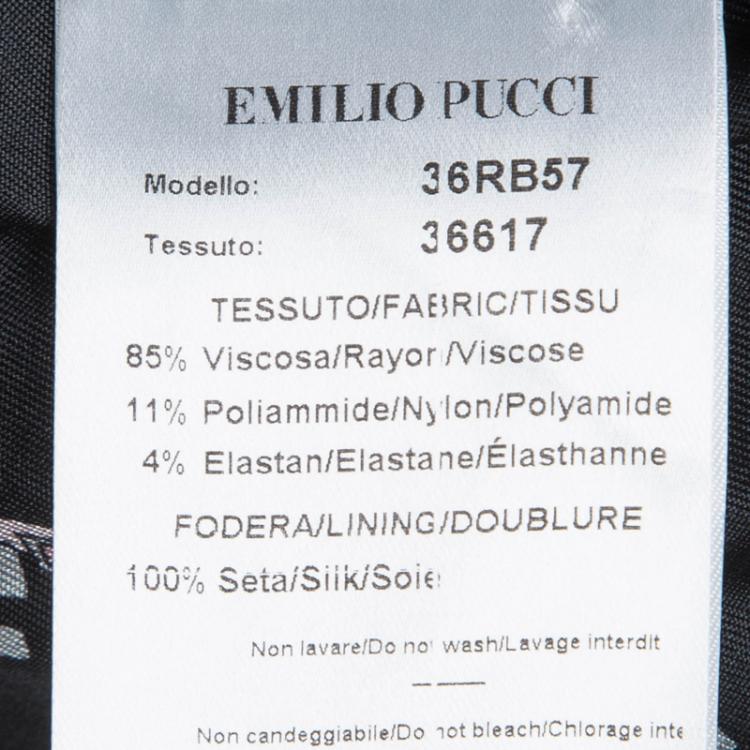 EMILIO PUCCI
Modello: 36RB57
Tessuto: 36617
TESSUTO/FABRIC/TISSU
85% Viscosa/Rayon/Viscose
11% Poliammide/Nylon/Polyamide
4% Elastan/Elastane/Élasthanne
FODERA/LINING/DOUBLURE
100% Seta/Silk/Soie
Non lavare/Do not wash/Lavage interdit
Non candeggiabile/Do not bleach/Chlorage inte